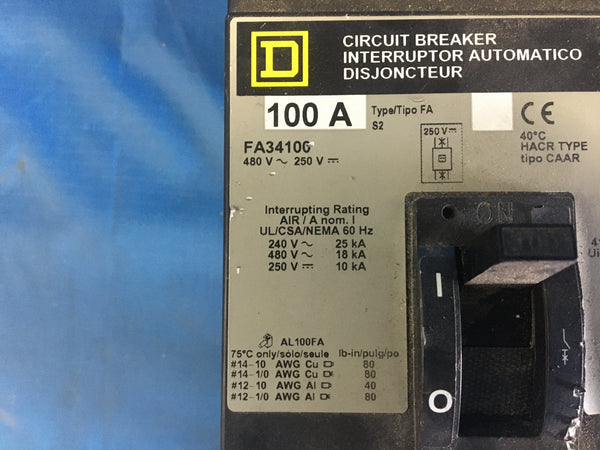 D
CIRCUIT BREAKER
INTERRUPTOR AUTOMATICO
DISJONCTEUR
100 A
Type/Tipo FA
S2
CE
FA34100
480 V ~ 250 V ⎓
250 V ⎓
40°C
HACR TYPE
tipo CAAR
Interrupting Rating
AIR / A nom. I
UL/CSA/NEMA 60 Hz
240 V ~ 25 kA
480 V ~ 18 kA
250 V ⎓ 10 kA
ON
I
O
AL100FA
75°C only/sólo/seule lb-in/pulg/po
#14-10 AWG Cu 80
#14-1/0 AWG Cu 80
#12-10 AWG Al 40
#12-1/0 AWG Al 80